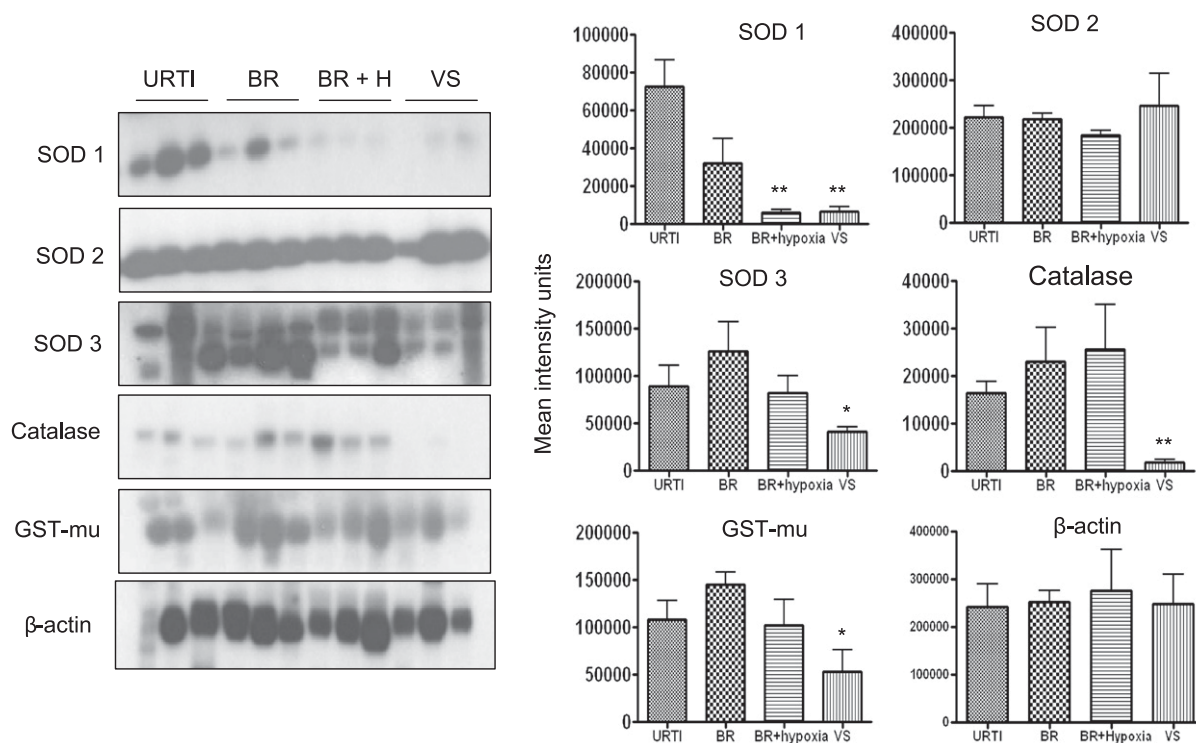 URTI BR BR + H VS
SOD 1
SOD 2
SOD 3
Catalase
GST-mu
β-actin
Mean intensity units
SOD 1
100000
80000
60000
40000
20000
0
** **
URTI BR BR+hypoxia VS
SOD 2
400000
300000
200000
100000
0
URTI BR BR+hypoxia VS
SOD 3
200000
150000
100000
50000
0
*
URTI BR BR+hypoxia VS
Catalase
40000
30000
20000
10000
0
**
URTI BR BR+hypoxia VS
GST-mu
200000
150000
100000
50000
0
*
URTI BR BR+hypoxia VS
β-actin
400000
300000
200000
100000
0
URTI BR BR+Hypoxia VS